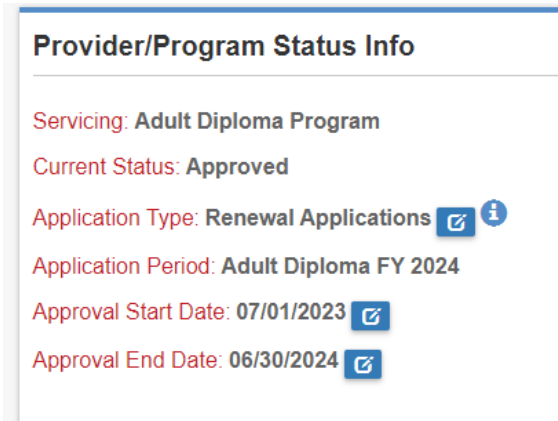 Provider/Program Status Info
Servicing: Adult Diploma Program
Current Status: Approved
Application Type: Renewal Applications
Application Period: Adult Diploma FY 2024
Approval Start Date: 07/01/2023
Approval End Date: 06/30/2024